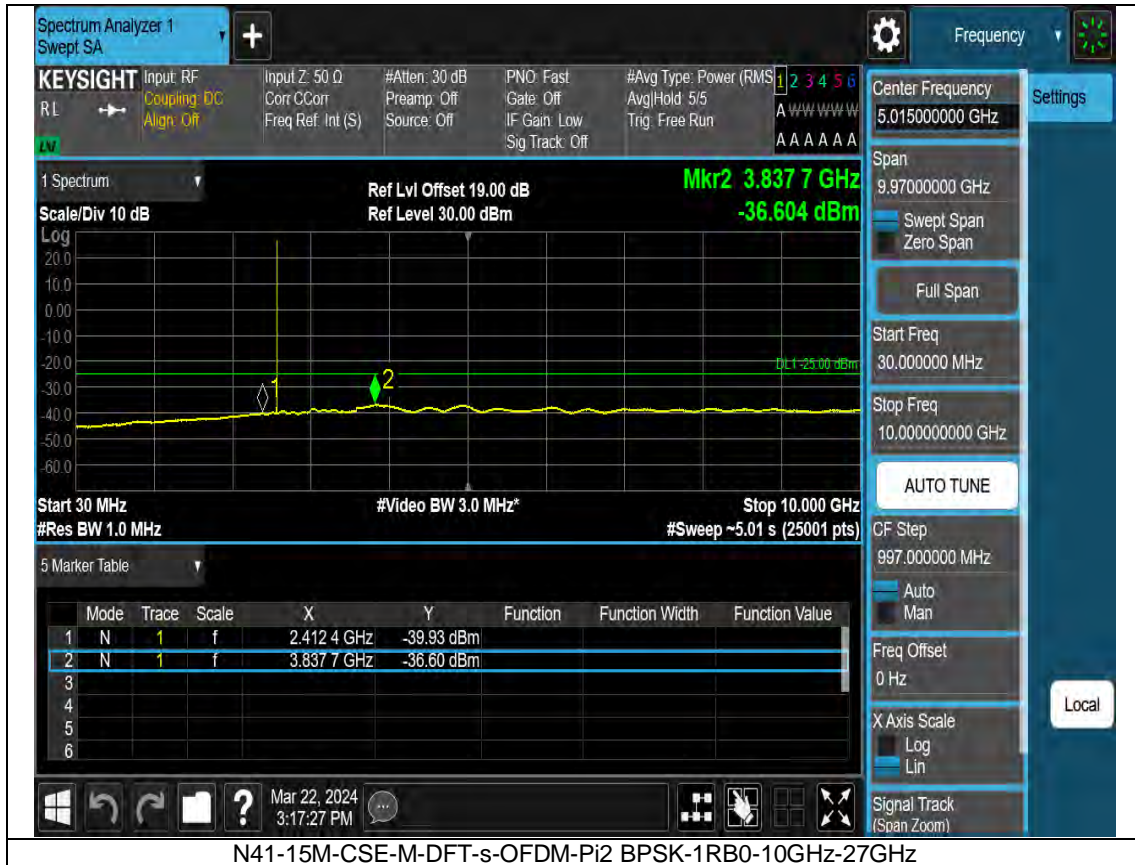 Spectrum Analyzer 1
Swept SA
Frequency
KEYSIGHT
RL
Input: RF
Coupling: DC
Align: Off
Input Z: 50 Ω
Corr CCorr
Freq Ref: Int (S)
#Atten: 30 dB
Preamp: Off
Source: Off
PNO: Fast
Gate: Off
IF Gain: Low
Sig Track: Off
#Avg Type: Power (RMS
Avg|Hold: 5/5
Trig: Free Run
1 2 3 4 5 6
A W W W W W
A A A A A A
LXI
1 Spectrum
Scale/Div 10 dB
Ref Lvl Offset 19.00 dB
Ref Level 30.00 dBm
Mkr2 3.837 7 GHz
-36.604 dBm
Log
20.0
10.0
0.00
-10.0
-20.0
-30.0
-40.0
-50.0
-60.0
DL1 -25.00 dBm
1
2
Start 30 MHz
#Video BW 3.0 MHz*
Stop 10.000 GHz
#Res BW 1.0 MHz
#Sweep ~5.01 s (25001 pts)
5 Marker Table
Mode Trace Scale X Y Function Function Width Function Value
1 N 1 f 2.412 4 GHz -39.93 dBm
2 N 1 f 3.837 7 GHz -36.60 dBm
3
4
5
6
Mar 22, 2024
3:17:27 PM
Center Frequency
5.015000000 GHz
Settings
Span
9.97000000 GHz
Swept Span
Zero Span
Full Span
Start Freq
30.000000 MHz
Stop Freq
10.000000000 GHz
AUTO TUNE
CF Step
997.000000 MHz
Auto
Man
Freq Offset
0 Hz
X Axis Scale
Log
Lin
Local
Signal Track
(Span Zoom)
N41-15M-CSE-M-DFT-s-OFDM-Pi2 BPSK-1RB0-10GHz-27GHz